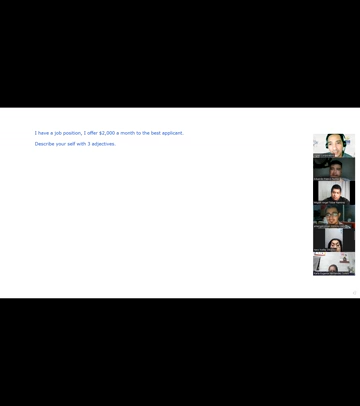 I have a job position, I offer $2,000 a month to the best applicant.
Describe your self with 3 adjectives.